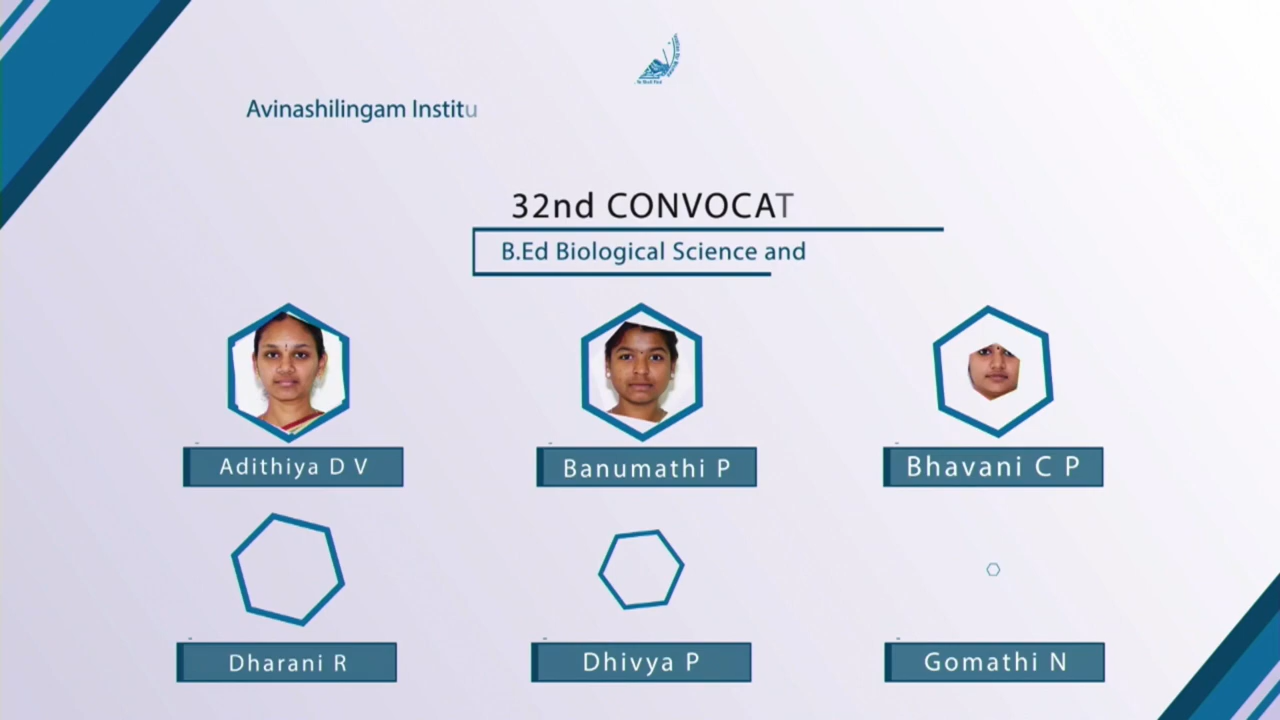 Avinashilingam Institu
32nd CONVOCAT
B.Ed Biological Science and
Adithiya D V
Banumathi P
Bhavani C P
Dharani R
Dhivya P
Gomathi N